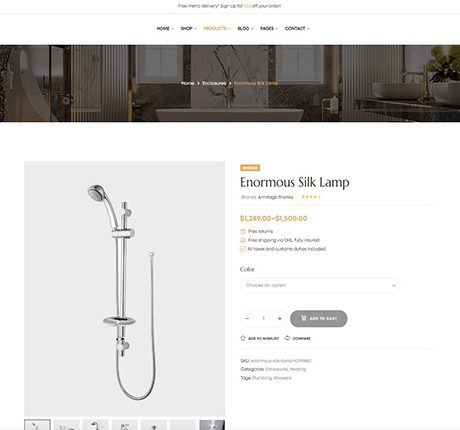 Free metro delivery* Sign Up for $10 off your order!
HOME SHOP PRODUCTS BLOG PAGES CONTACT
Home > Enclosures > Enormous Silk Lamp
Enormous Silk Lamp
Brands: Armitage Shanks
$1,289.00–$1,500.00
Free returns
Free shipping via DHL, fully insured
All taxes and customs duties included
Color
Choose an option
− 1 + ADD TO CART
ADD TO WISHLIST COMPARE
SKU: enormous-silk-lamp-92199180
Categories: Enclosures, Heating
Tags: Plumbing, Showers